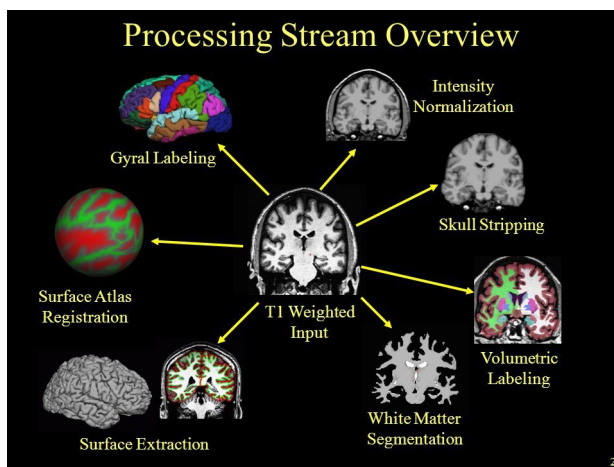 Processing Stream Overview
Intensity
Normalization
Gyral Labeling
Skull Stripping
Surface Atlas
Registration
T1 Weighted
Input
Volumetric
Labeling
White Matter
Segmentation
Surface Extraction
2